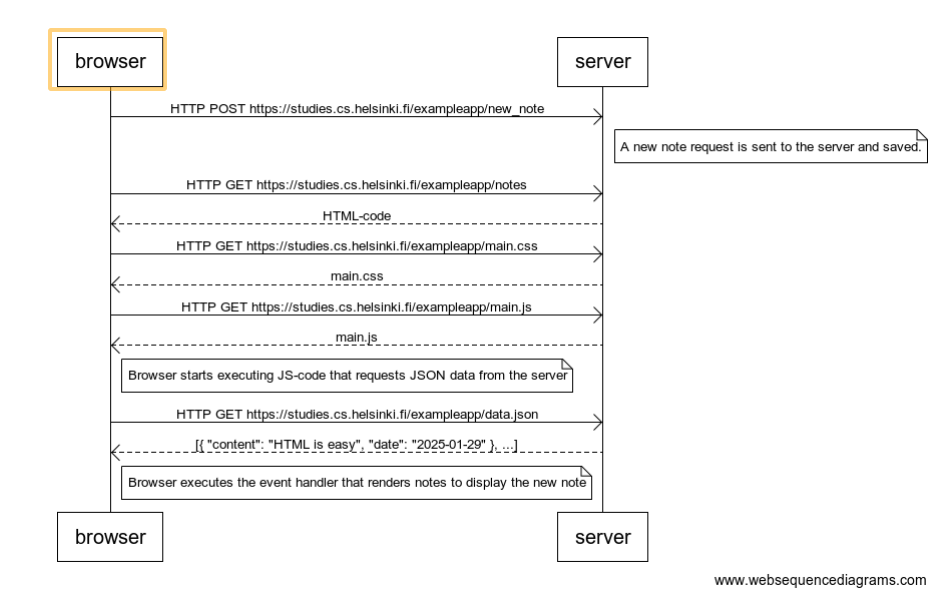 browser
server
HTTP POST https://studies.cs.helsinki.fi/exampleapp/new_note
A new note request is sent to the server and saved.
HTTP GET https://studies.cs.helsinki.fi/exampleapp/notes
HTML-code
HTTP GET https://studies.cs.helsinki.fi/exampleapp/main.css
main.css
HTTP GET https://studies.cs.helsinki.fi/exampleapp/main.js
main.js
Browser starts executing JS-code that requests JSON data from the server
HTTP GET https://studies.cs.helsinki.fi/exampleapp/data.json
[{ "content": "HTML is easy", "date": "2025-01-29" }, ...]
Browser executes the event handler that renders notes to display the new note
browser
server
www.websequencediagrams.com